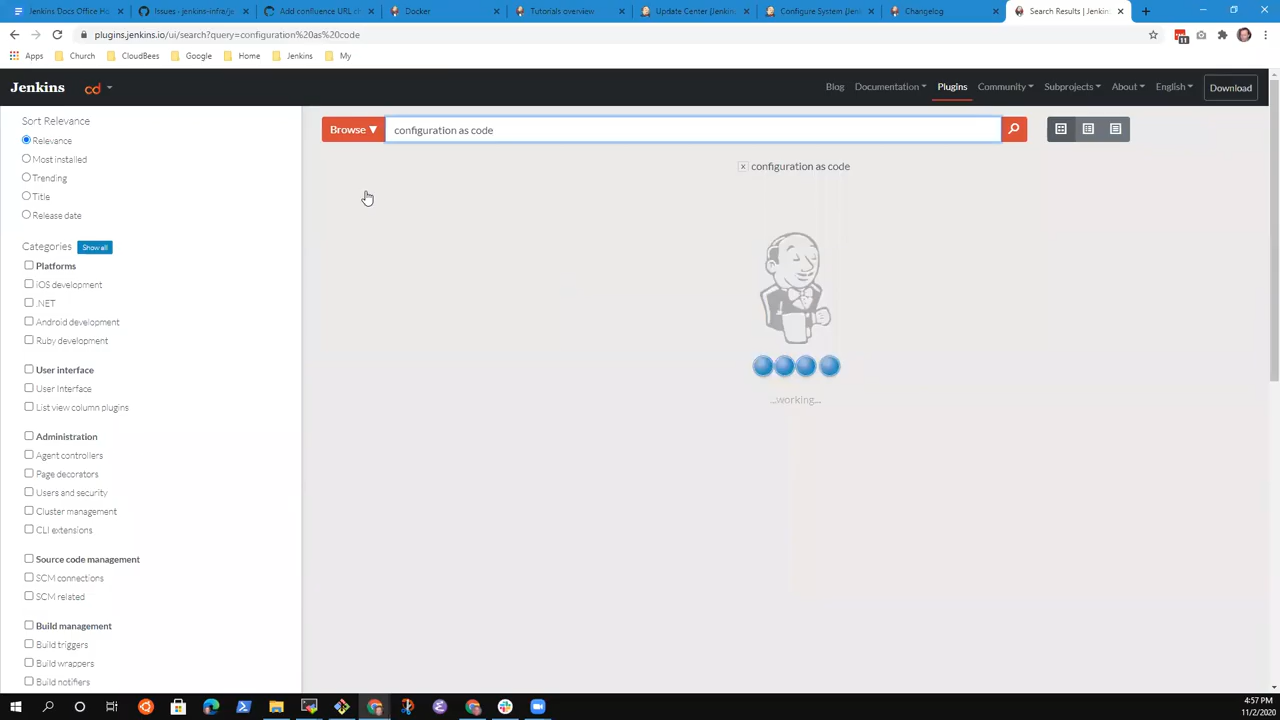 Jenkins Docs Office Ho
Issues · jenkins-infra/je
Add confluence URL ch
Docker
Tutorials overview
Update Center [Jenkins
Configure System [Jenk
Changelog
Search Results | Jenkin
plugins.jenkins.io/ui/search?query=configuration%20as%20code
11
Apps
Church
CloudBees
Google
Home
Jenkins
My
Jenkins
cd
Blog
Documentation
Plugins
Community
Subprojects
About
English
Download
Sort Relevance
Relevance
Most installed
Trending
Title
Release date
Categories Show all
Platforms
iOS development
.NET
Android development
Ruby development
User interface
User Interface
List view column plugins
Administration
Agent controllers
Page decorators
Users and security
Cluster management
CLI extensions
Source code management
SCM connections
SCM related
Build management
Build triggers
Build wrappers
Build notifiers
Browse ▼
configuration as code
x configuration as code
...working...
4:57 PM
11/2/2020